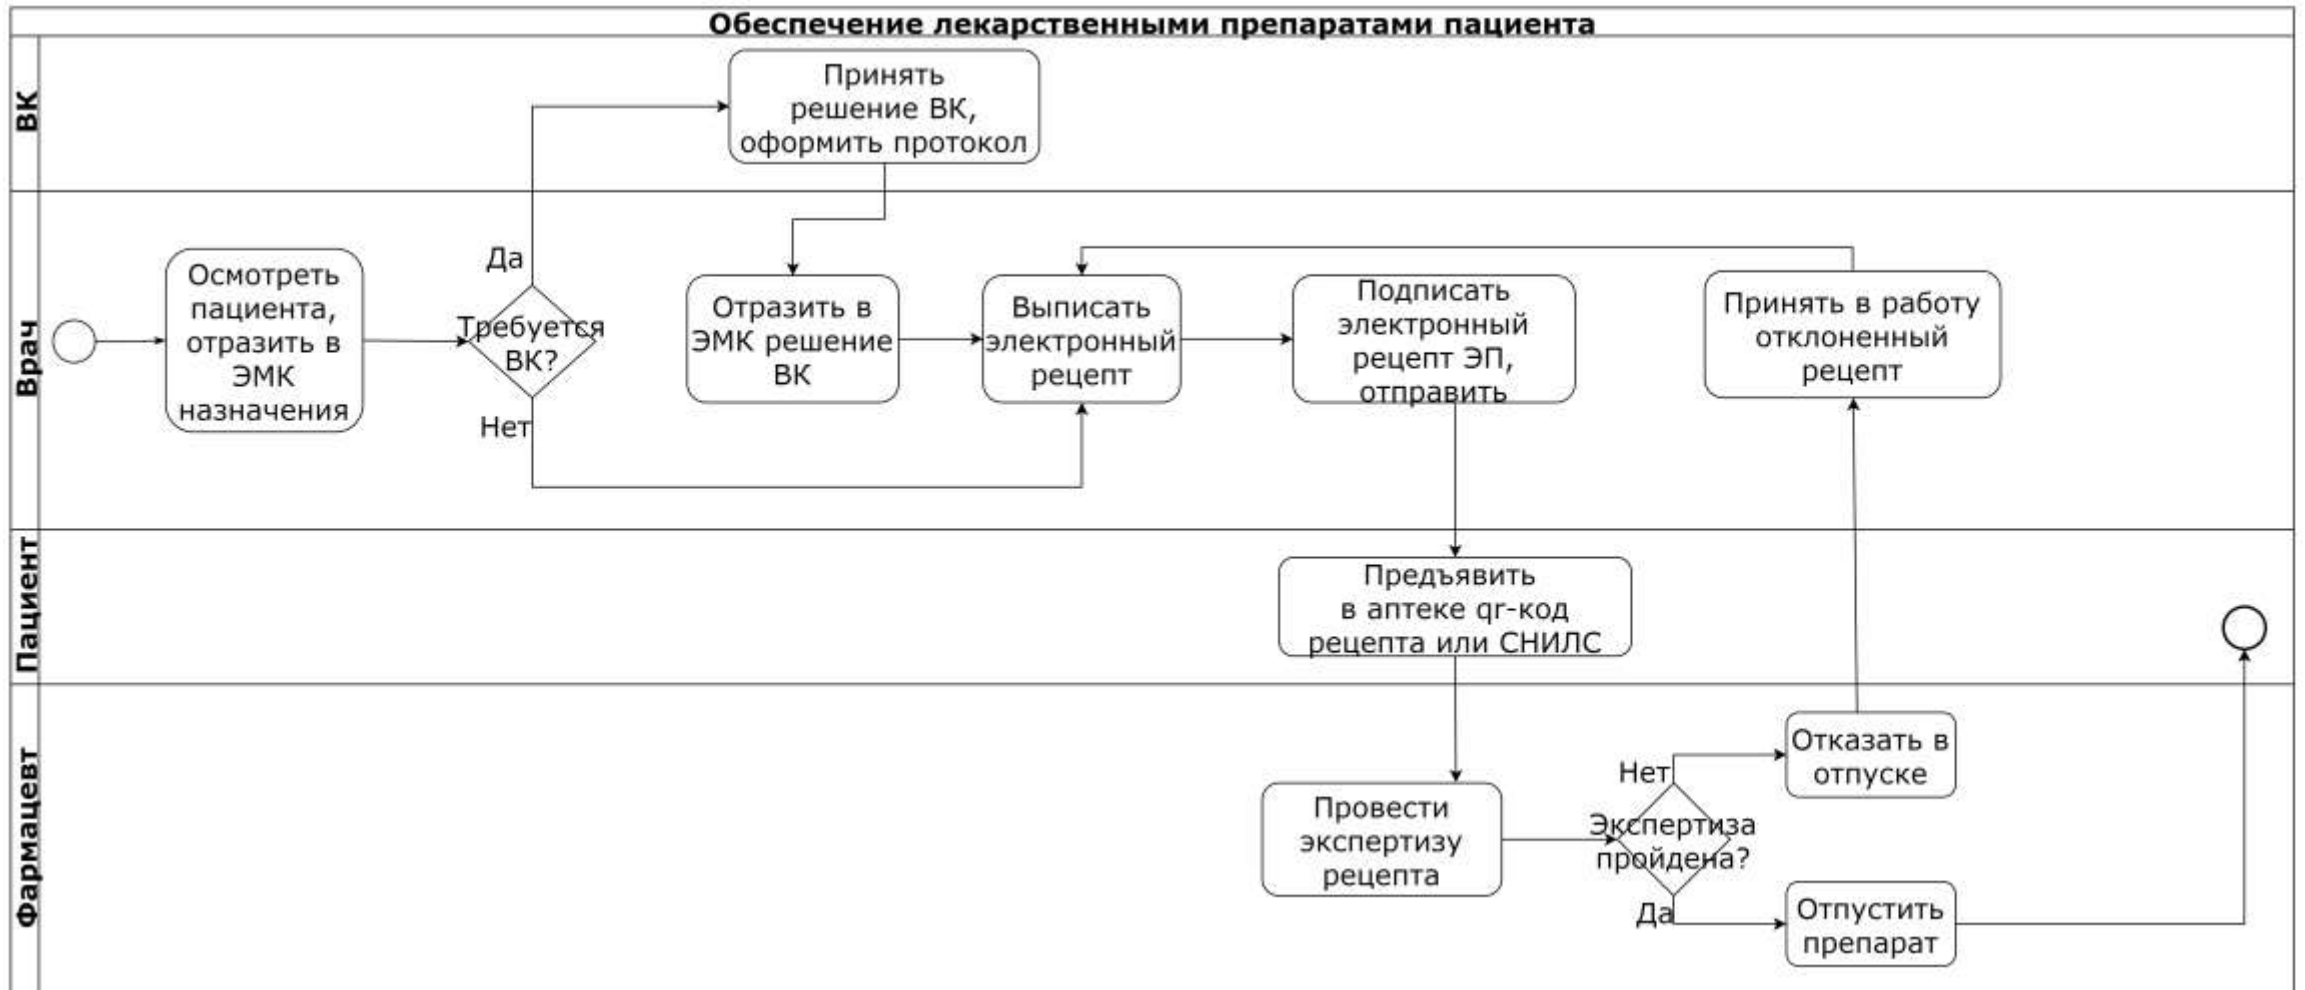 Обеспечение лекарственными препаратами пациента
ВК
Принять
решение ВК,
оформить протокол
Врач
Осмотреть
пациента,
отразить в
ЭМК
назначения
Да
Требуется
ВК?
Нет
Отразить в
ЭМК решение
ВК
Выписать
электронный
рецепт
Подписать
электронный
рецепт ЭП,
отправить
Принять в работу
отклоненный
рецепт
Пациент
Предъявить
в аптеке qr-код
рецепта или СНИЛС
Фармацевт
Провести
экспертизу
рецепта
Нет
Экспертиза
пройдена?
Да
Отказать в
отпуске
Отпустить
препарат